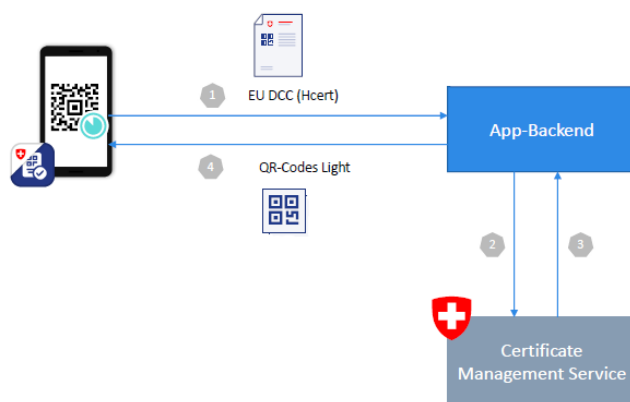 1
EU DCC (Hcert)
App-Backend
4
QR-Codes Light
2
3
Certificate
Management Service